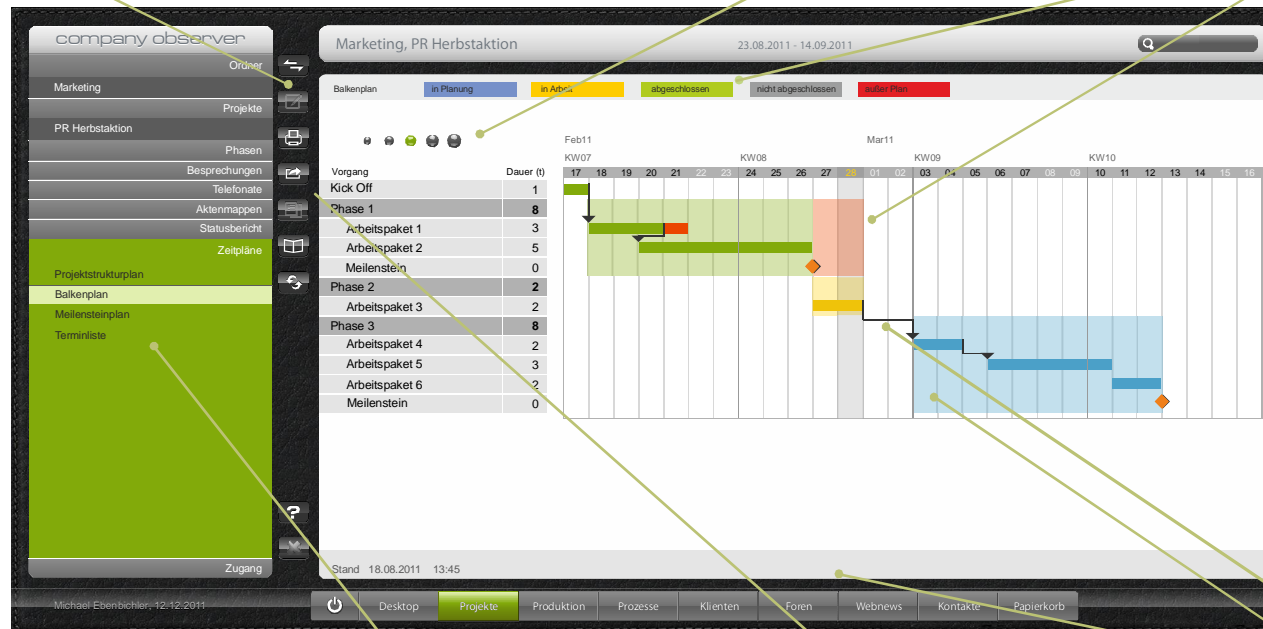 company observer
Ordner
Marketing
Projekte
PR Herbstaktion
Phasen
Besprechungen
Telefonate
Aktenmappen
Statusbericht
Zeitpläne
Projektstrukturplan
Balkenplan
Meilensteinplan
Terminliste
Zugang
Michael Ebenbichler, 12.12.2011
Marketing, PR Herbstaktion 23.08.2011 - 14.09.2011
Balkenplan in Planung in Arbeit abgeschlossen nicht abgeschlossen außer Plan
Feb11 Mar11
KW07 KW08 KW09 KW10
Vorgang Dauer (t) 17 18 19 20 21 22 23 24 25 26 27 28 01 02 03 04 05 06 07 08 09 10 11 12 13 14 15 16
Kick Off 1
Phase 1 8
Arbeitspaket 1 3
Arbeitspaket 2 5
Meilenstein 0
Phase 2 2
Arbeitspaket 3 2
Phase 3 8
Arbeitspaket 4 2
Arbeitspaket 5 3
Arbeitspaket 6 2
Meilenstein 0
Stand 18.08.2011 13:45
?
Desktop Projekte Produktion Prozesse Klienten Foren Webnews Kontakte Papierkorb